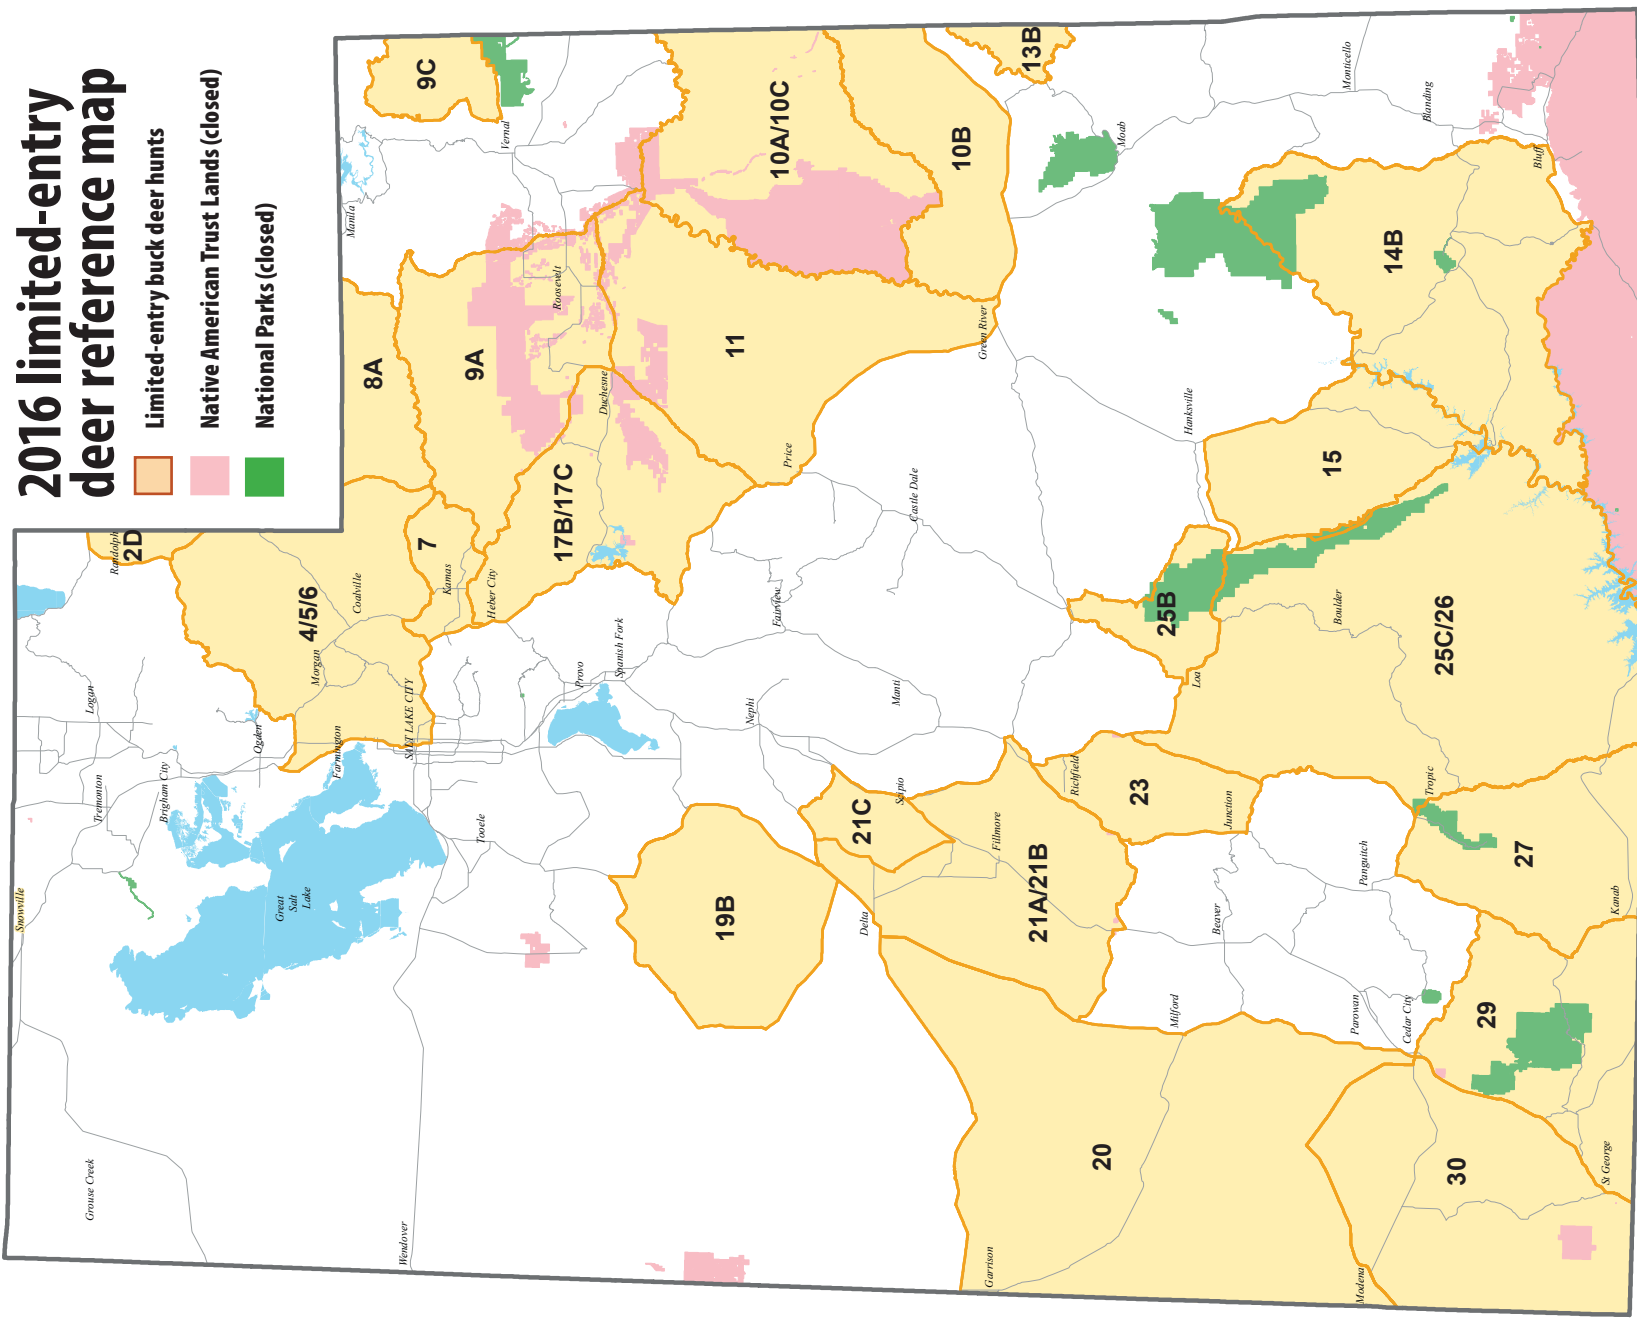 2016 limited-entry
deer reference map
Limited-entry buck deer hunts
Native American Trust Lands (closed)
National Parks (closed)
Snowville
Grouse Creek
Tremonton
Logan
Randolph
2D
Brigham City
Great
Salt
Lake
Ogden
Morgan
4/5/6
Coalville
Farmington
SALT LAKE CITY
Wendover
Tooele
Kamas
7
8A
Manila
9C
Vernal
Heber City
9A
Roosevelt
Duchesne
17B/17C
Provo
Spanish Fork
19B
Nephi
Fairview
Price
11
10A/10C
10B
13B
Delta
21C
Scipio
Manti
Castle Dale
Green River
Garrison
Fillmore
21A/21B
Richfield
20
23
Moab
Milford
Beaver
Junction
Loa
25B
Hanksville
15
14B
Monticello
Modena
Parowan
Panguitch
Boulder
Cedar City
Tropic
25C/26
Blanding
30
29
27
Bluff
St George
Kanab